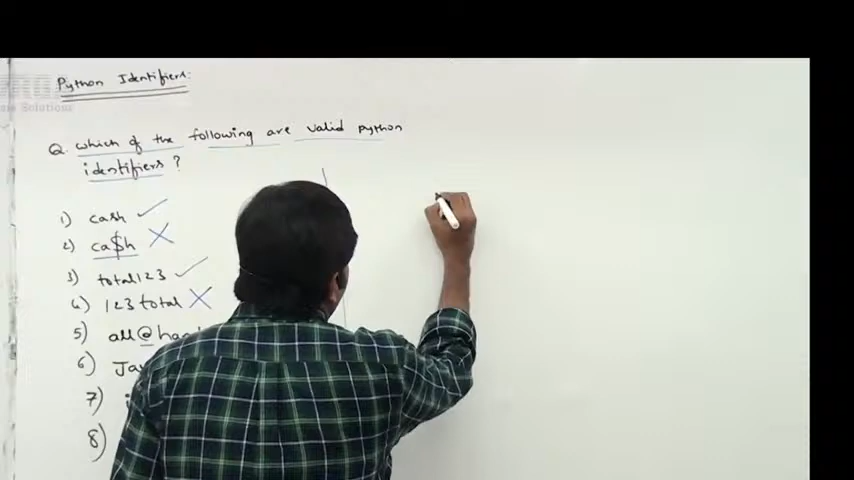 Python Identifiers:
Solutions
Q. which of the following are valid python
identifiers ?
1) cash ✓
2) ca$h ✗
3) total123 ✓
4) 123total ✗
5) all@
6)
7)
8)